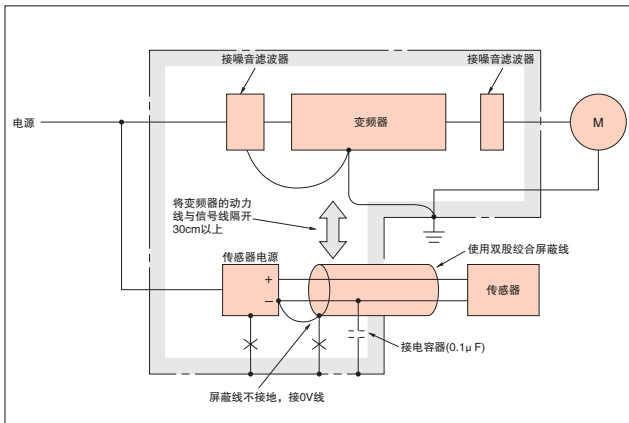 接噪音滤波器
接噪音滤波器
电源
变频器
M
将变频器的动力
线与信号线隔开
30cm以上
使用双股绞合屏蔽线
传感器电源
+
−
传感器
接电容器(0.1μ F)
屏蔽线不接地，接0V线